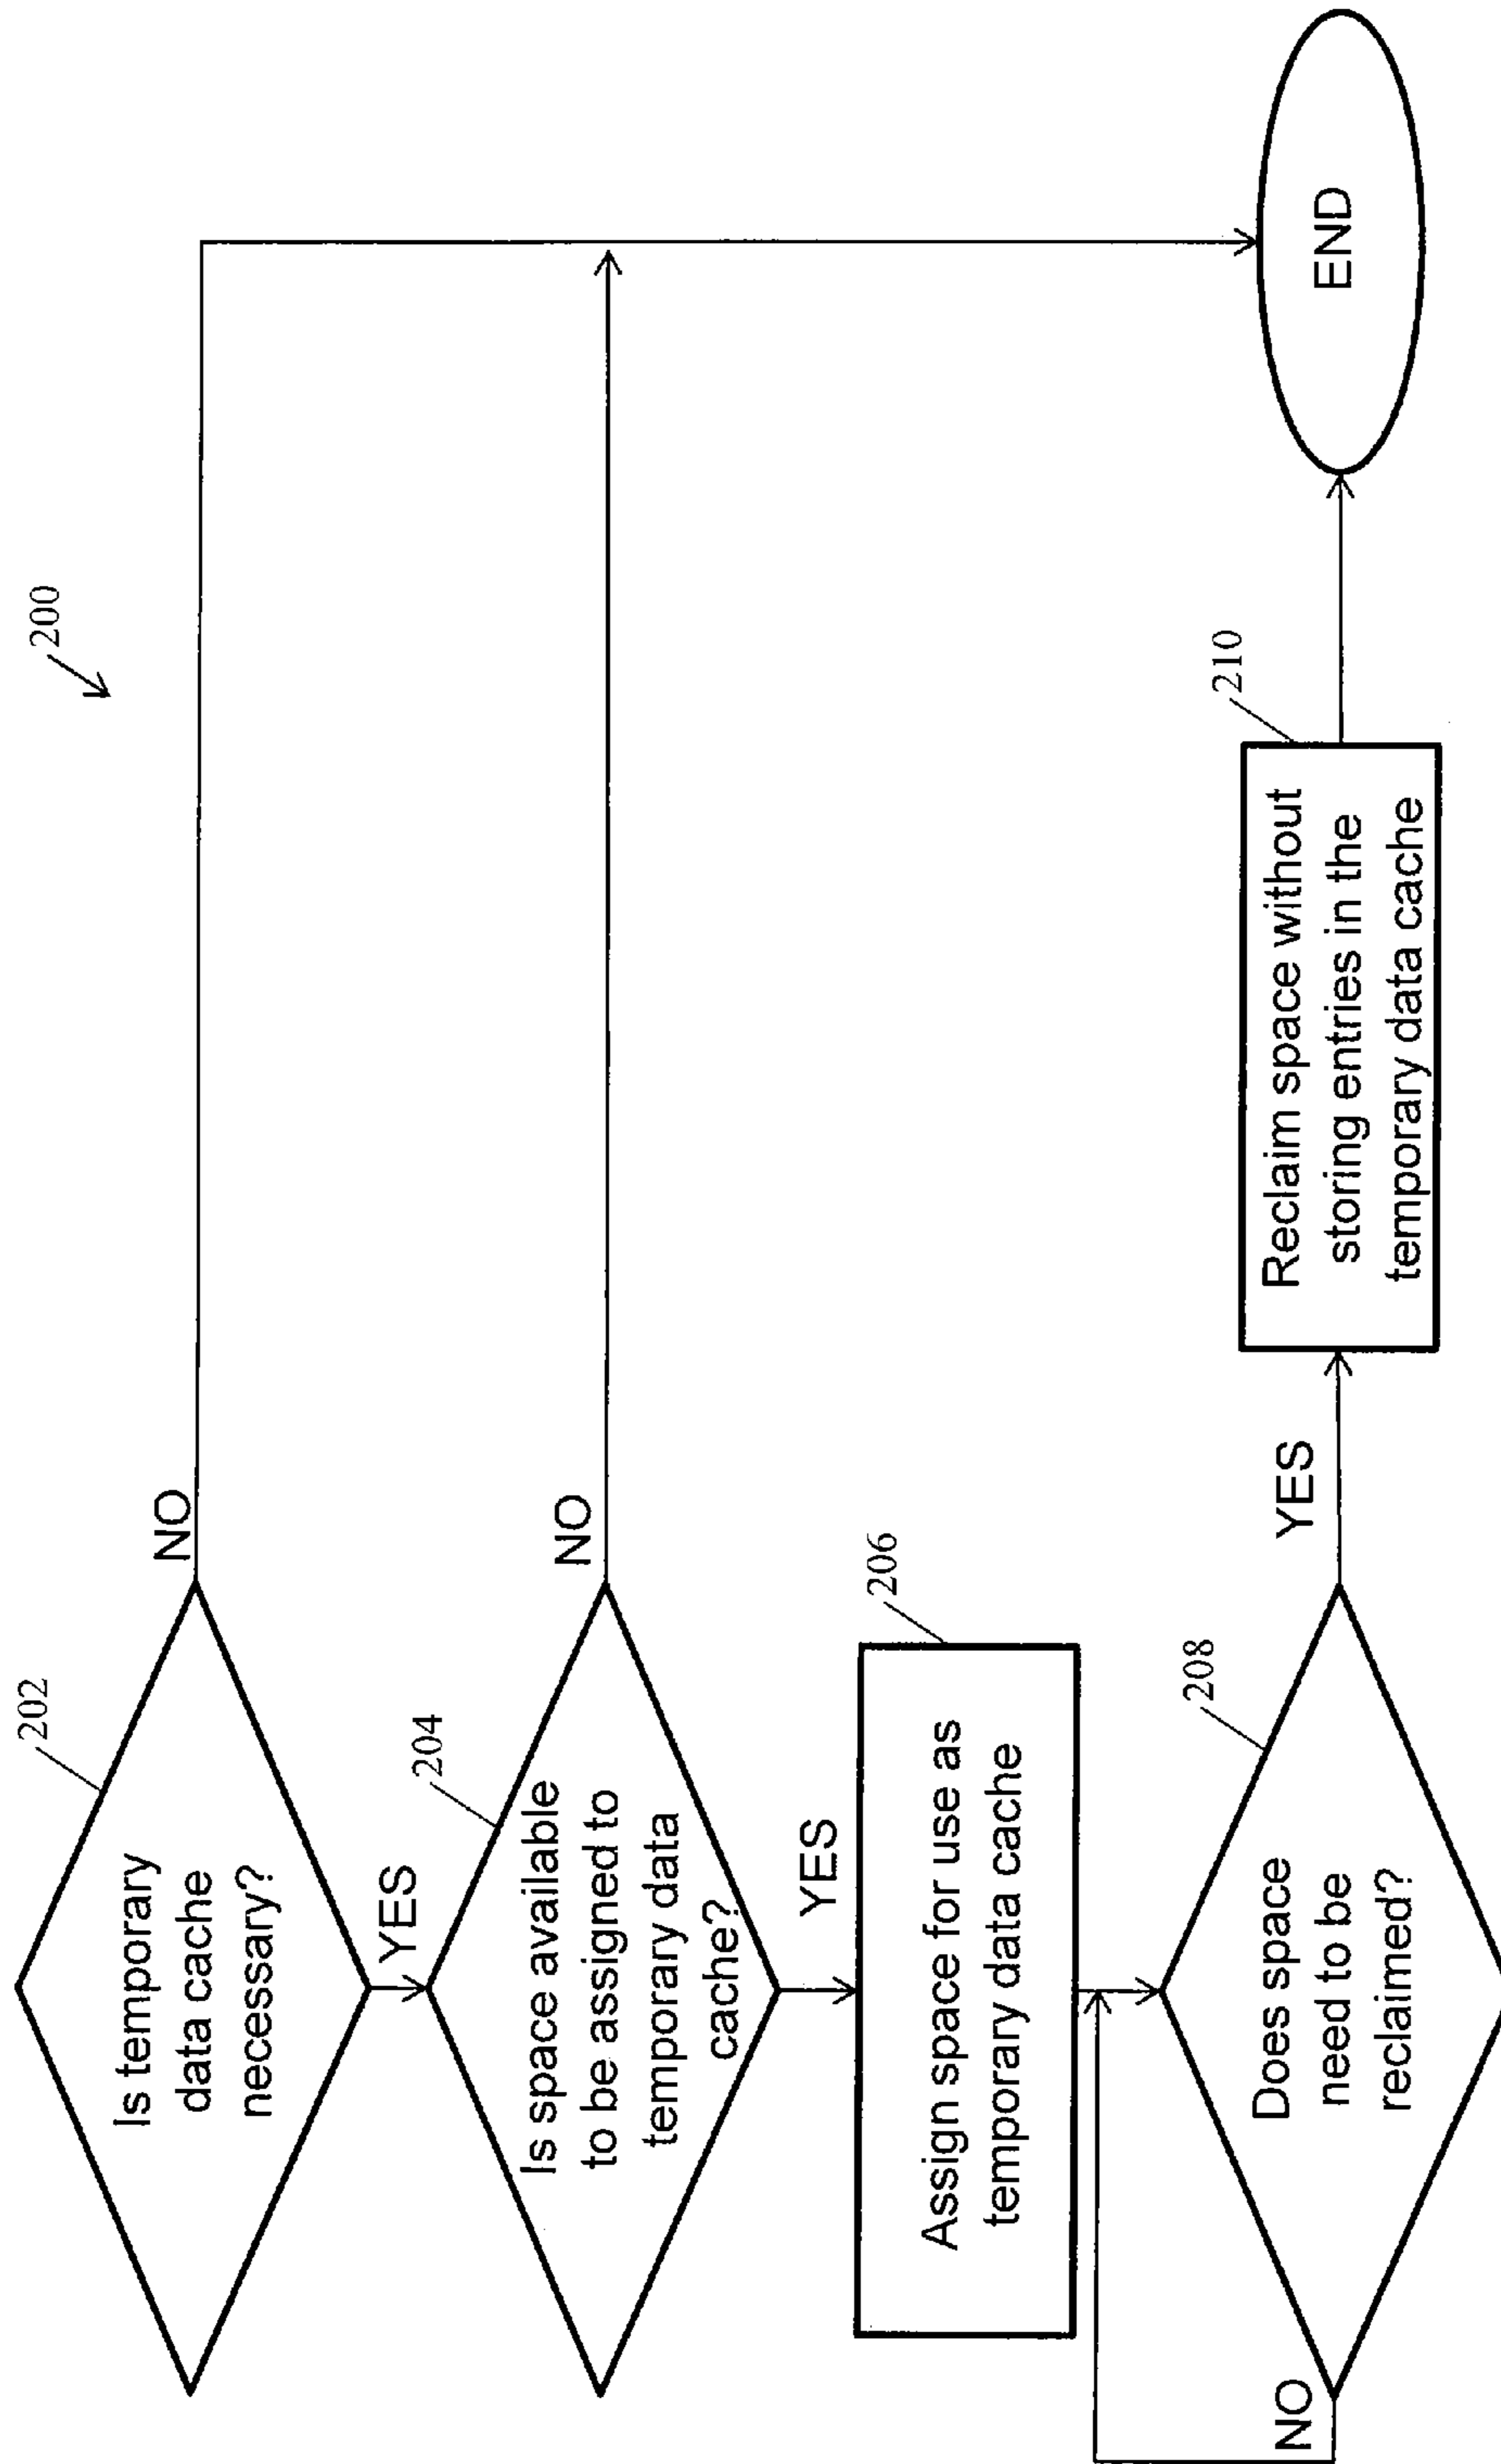 200
202
Is temporary
data cache
necessary?
NO
YES
204
Is space available
to be assigned to
temporary data
cache?
NO
YES
206
Assign space for use as
temporary data cache
208
Does space
need to be
reclaimed?
NO
YES
210
Reclaim space without
storing entries in the
temporary data cache
END